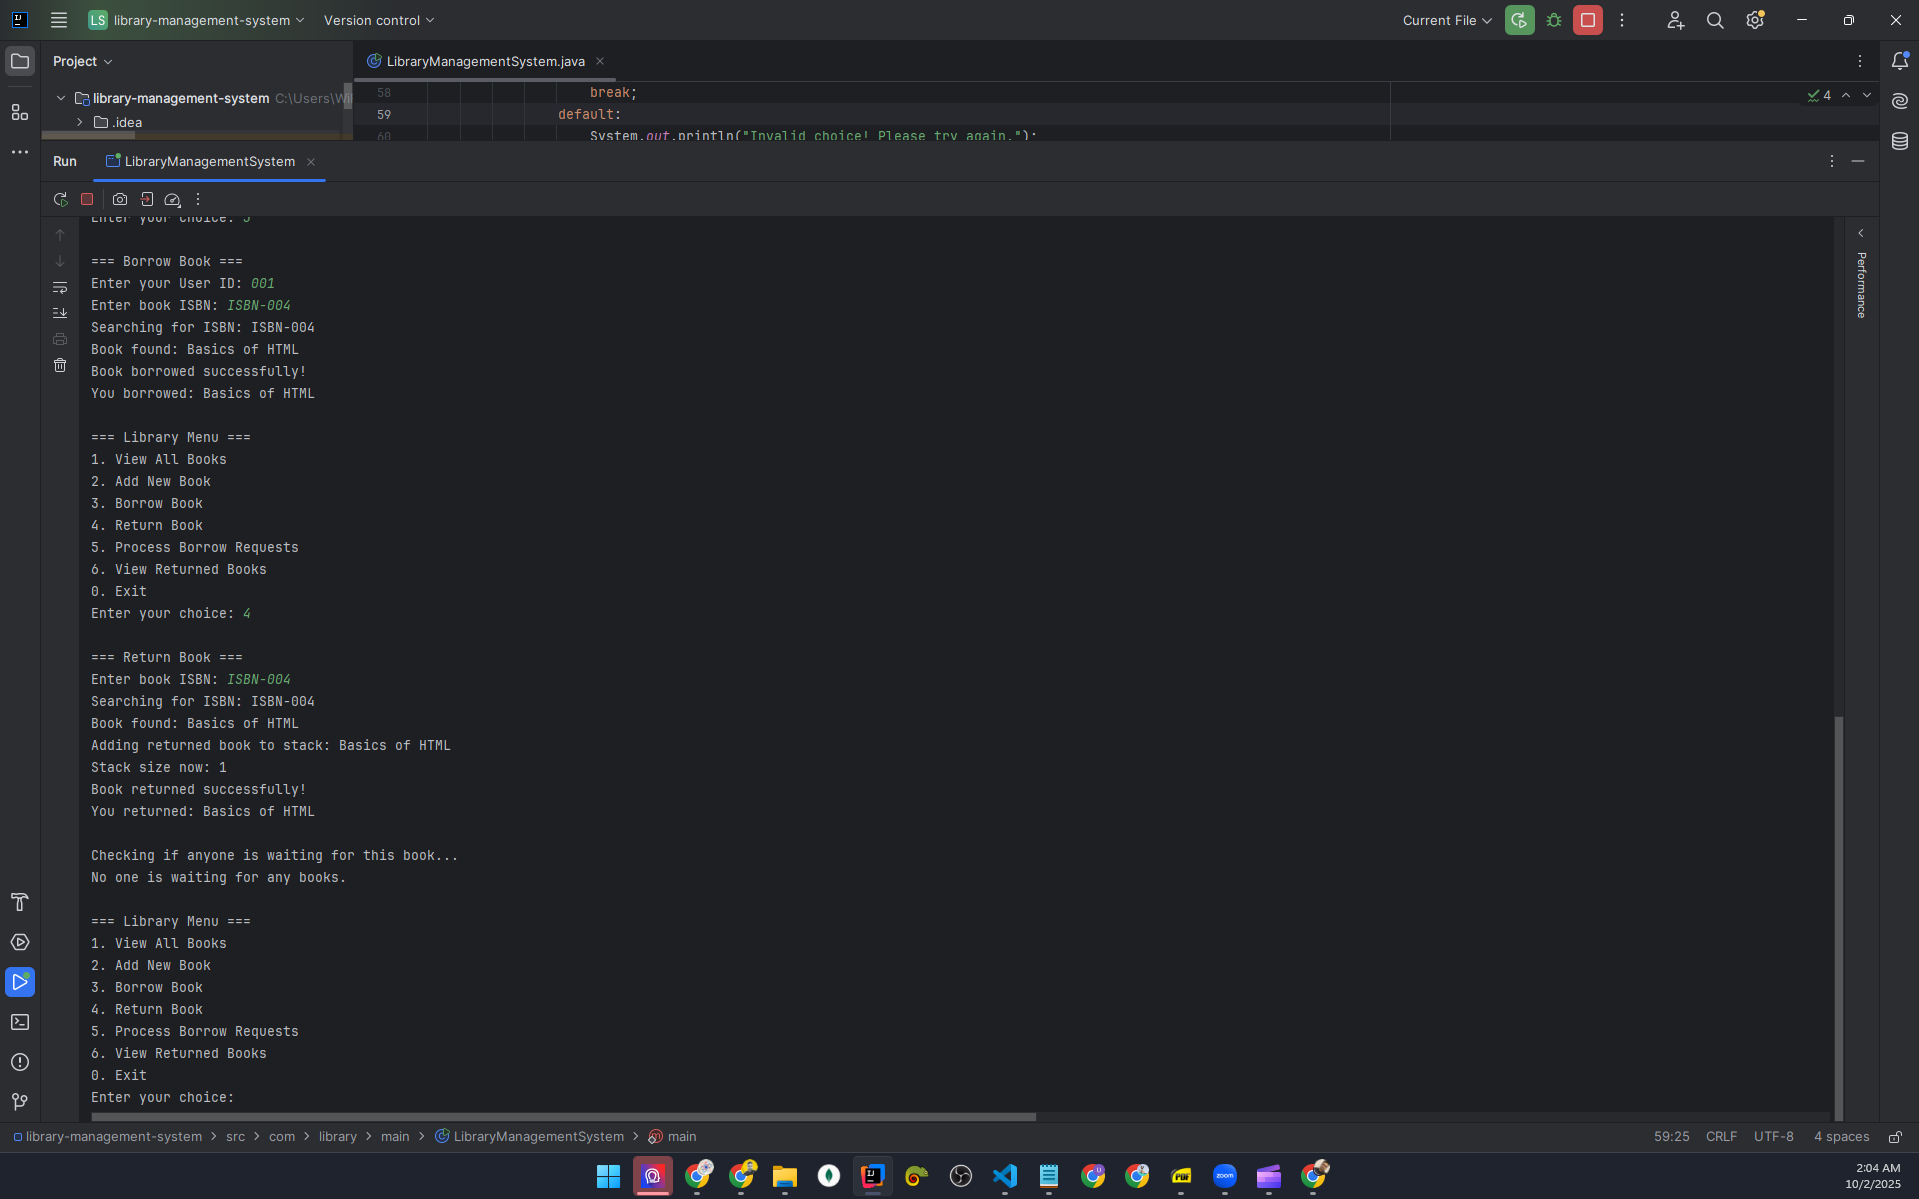 LS library-management-system Version control Current File
Project LibraryManagementSystem.java
library-management-system C:\Users\Wil
.idea
58 break;
59 default:
60 System.out.println("Invalid choice! Please try again.");
4
Run LibraryManagementSystem
Enter your choice: 3
=== Borrow Book ===
Enter your User ID: 001
Enter book ISBN: ISBN-004
Searching for ISBN: ISBN-004
Book found: Basics of HTML
Book borrowed successfully!
You borrowed: Basics of HTML
=== Library Menu ===
1. View All Books
2. Add New Book
3. Borrow Book
4. Return Book
5. Process Borrow Requests
6. View Returned Books
0. Exit
Enter your choice: 4
=== Return Book ===
Enter book ISBN: ISBN-004
Searching for ISBN: ISBN-004
Book found: Basics of HTML
Adding returned book to stack: Basics of HTML
Stack size now: 1
Book returned successfully!
You returned: Basics of HTML
Checking if anyone is waiting for this book...
No one is waiting for any books.
=== Library Menu ===
1. View All Books
2. Add New Book
3. Borrow Book
4. Return Book
5. Process Borrow Requests
6. View Returned Books
0. Exit
Enter your choice:
Performance
library-management-system > src > com > library > main > LibraryManagementSystem > main 59:25 CRLF UTF-8 4 spaces
PDF zoom
2:04 AM
10/2/2025